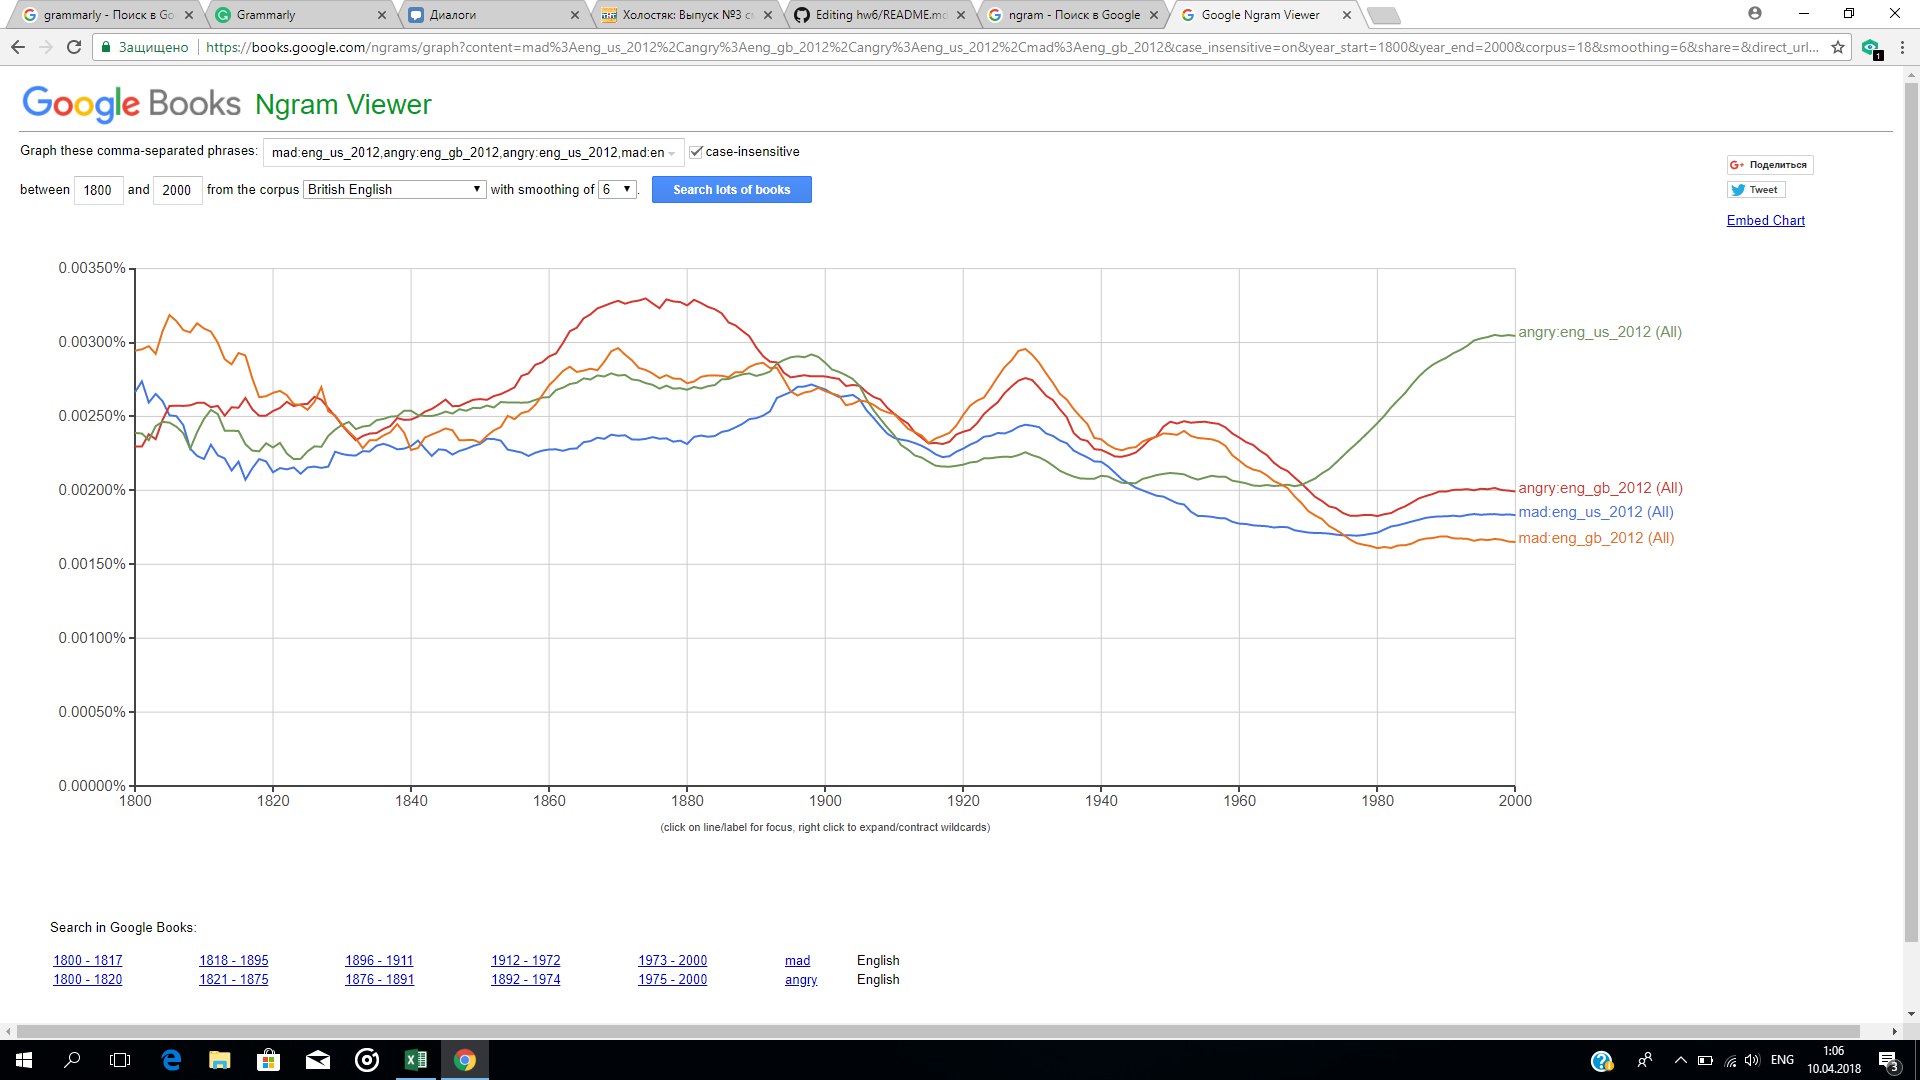 grammarly - Поиск в Go
Grammarly
Диалоги
Холостяк: Выпуск №3 с
Editing hw6/README.md
ngram - Поиск в Google
Google Ngram Viewer
Защищено
https://books.google.com/ngrams/graph?content=mad%3Aeng_us_2012%2Cangry%3Aeng_gb_2012%2Cangry%3Aeng_us_2012%2Cmad%3Aeng_gb_2012&case_insensitive=on&year_start=1800&year_end=2000&corpus=18&smoothing=6&share=&direct_url...
1
Google Books Ngram Viewer
Graph these comma-separated phrases: mad:eng_us_2012,angry:eng_gb_2012,angry:eng_us_2012,mad:en case-insensitive
between 1800 and 2000 from the corpus British English with smoothing of 6 . Search lots of books
G+ Поделиться
Tweet
Embed Chart
0.00350%
0.00300%
0.00250%
0.00200%
0.00150%
0.00100%
0.00050%
0.00000%
angry:eng_us_2012 (All)
angry:eng_gb_2012 (All)
mad:eng_us_2012 (All)
mad:eng_gb_2012 (All)
1800 1820 1840 1860 1880 1900 1920 1940 1960 1980 2000
(click on line/label for focus, right click to expand/contract wildcards)
Search in Google Books:
1800 - 1817 1818 - 1895 1896 - 1911 1912 - 1972 1973 - 2000 mad English
1800 - 1820 1821 - 1875 1876 - 1891 1892 - 1974 1975 - 2000 angry English
ENG
1:06
10.04.2018
3